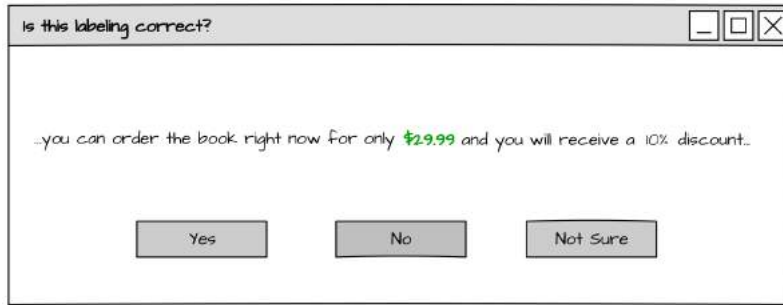 Is this labeling correct?
...you can order the book right now for only $29.99 and you will receive a 10% discount...
Yes
No
Not Sure